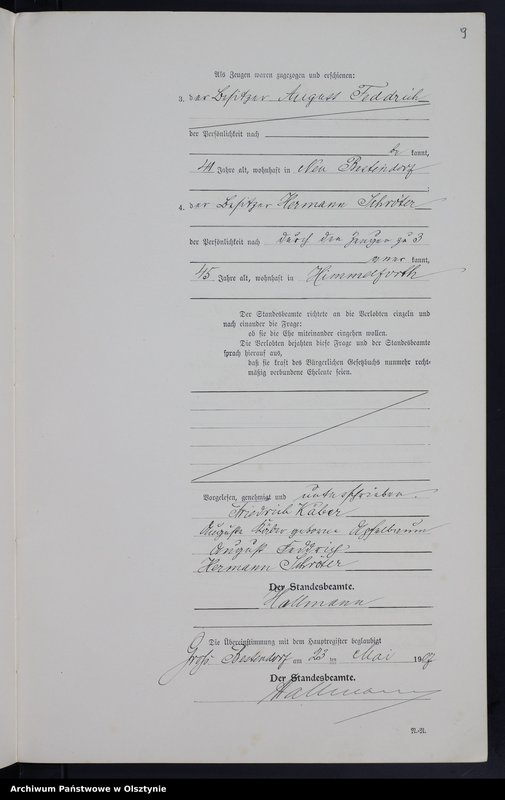 9
Als Zeugen waren zugezogen und erschienen:
3. der Besitzer August Feddrich
der Persönlichkeit nach
be kannt,
Jahre alt, wohnhaft in Neu Bestendorf
;
4. der Besitzer Hermann Schröter
der Persönlichkeit nach durch den Zeugen zu 3
aner kannt,
45 Jahre alt, wohnhaft in Himmelforth
Der Standesbeamte richtete an die Verlobten einzeln und
nach einander die Frage:
ob sie die Ehe miteinander eingehen wollen.
Die Verlobten bejahten diese Frage und der Standesbeamte
sprach hierauf aus,
daß sie kraft des Bürgerlichen Gesetzbuchs nunmehr recht-
mäßig verbundene Eheleute seien.
Vorgelesen, genehmigt und unterschrieben.
Friedrich Käber
Auguste Käber geborene Apfelbaum
August Feddrich
Hermann Schröter
Der Standesbeamte.
Hallmann
Die Übereinstimmung mit dem Hauptregister beglaubigt
Groß Bestendorf am 23 ten Mai 1907
Der Standesbeamte.
Hallmann
N.-N.
Archiwum Państwowe w Olsztynie